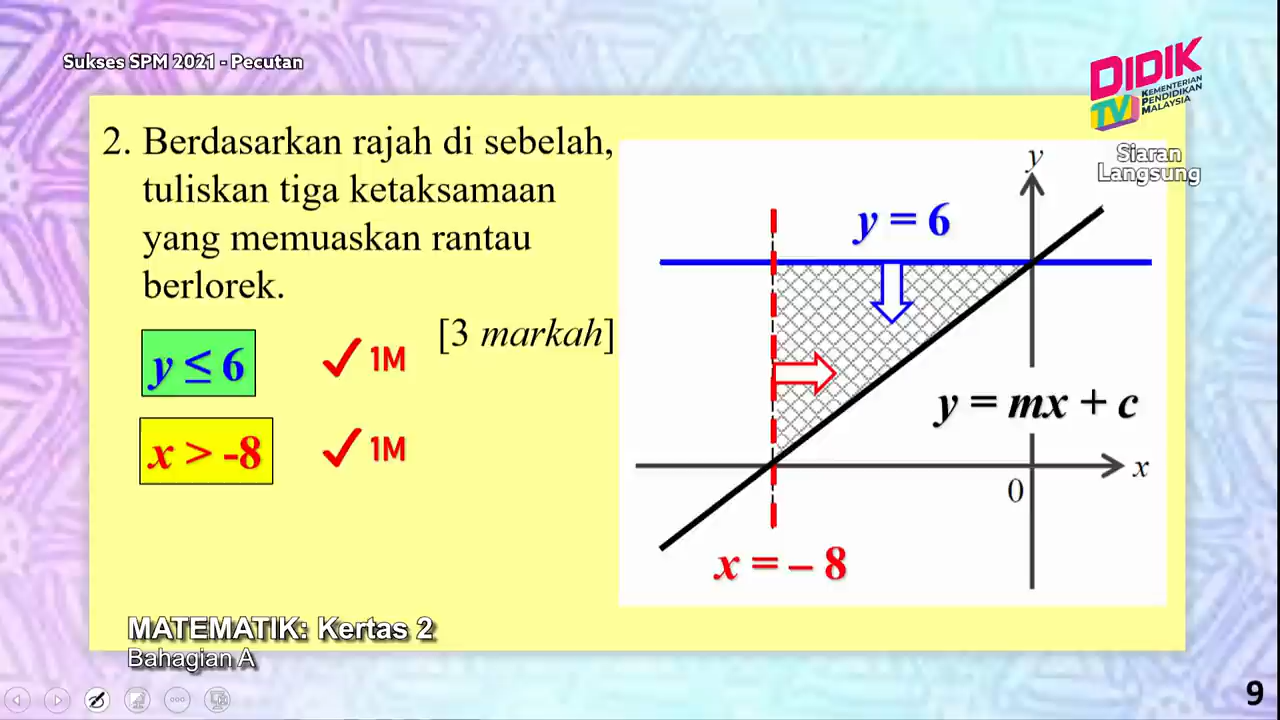 Sukses SPM 2021 - Pecutan
DIDIK
TV
KEMENTERIAN
PENDIDIKAN
MALAYSIA
Siaran
Langsung
2. Berdasarkan rajah di sebelah,
tuliskan tiga ketaksamaan
yang memuaskan rantau
berlorek.
[3 markah]
y ≤ 6
1M
x > -8
1M
y
y = 6
y = mx + c
x
0
x = – 8
MATEMATIK: Kertas 2
Bahagian A
9